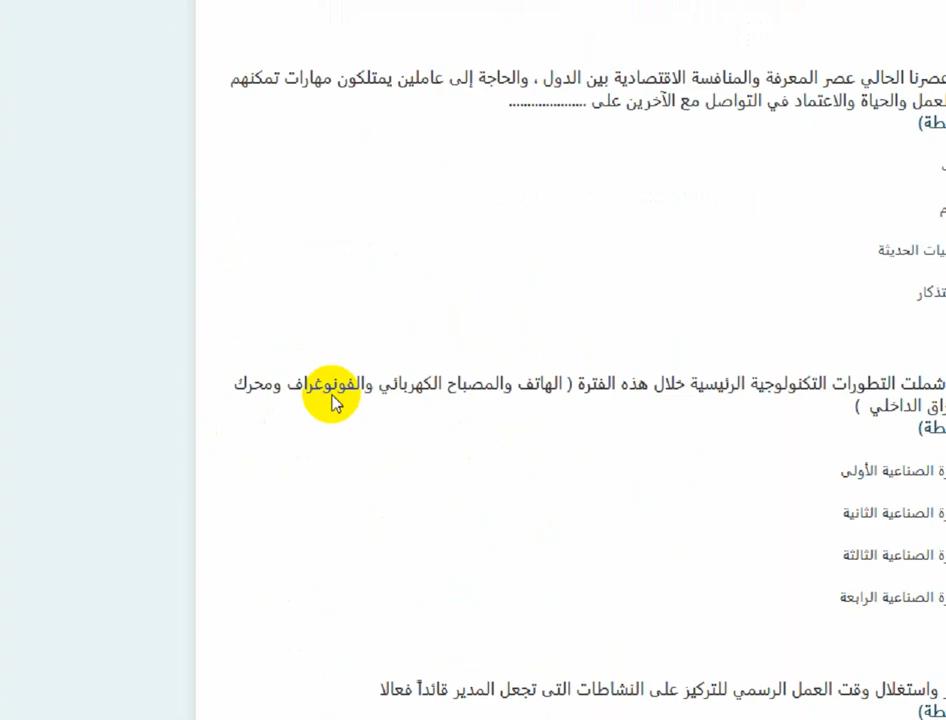 عصرنا الحالي عصر المعرفة والمنافسة الاقتصادية بين الدول ، والحاجة إلى عاملين يمتلكون مهارات تمكنهم
لعمل والحياة والاعتماد في التواصل مع الآخرين على .....................
طة)
يات الحديثة
تذكار
شملت التطورات التكنولوجية الرئيسية خلال هذه الفترة ( الهاتف والمصباح الكهربائي والفونوغراف ومحرك
راق الداخلي )
طة)
ة الصناعية الأولى
ة الصناعية الثانية
ة الصناعية الثالثة
ة الصناعية الرابعة
واستغلال وقت العمل الرسمي للتركيز على النشاطات التى تجعل المدير قائداً فعالا
طة)